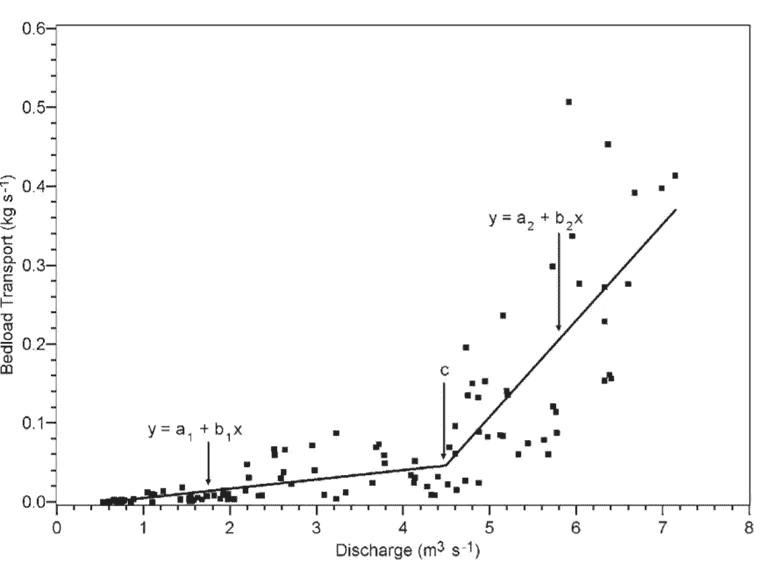 0.6
0.5
0.4
0.3
0.2
0.1
0.0
Bedload Transport (kg s⁻¹)
y = a₂ + b₂x
c
y = a₁ + b₁x
0 1 2 3 4 5 6 7 8
Discharge (m³ s⁻¹)